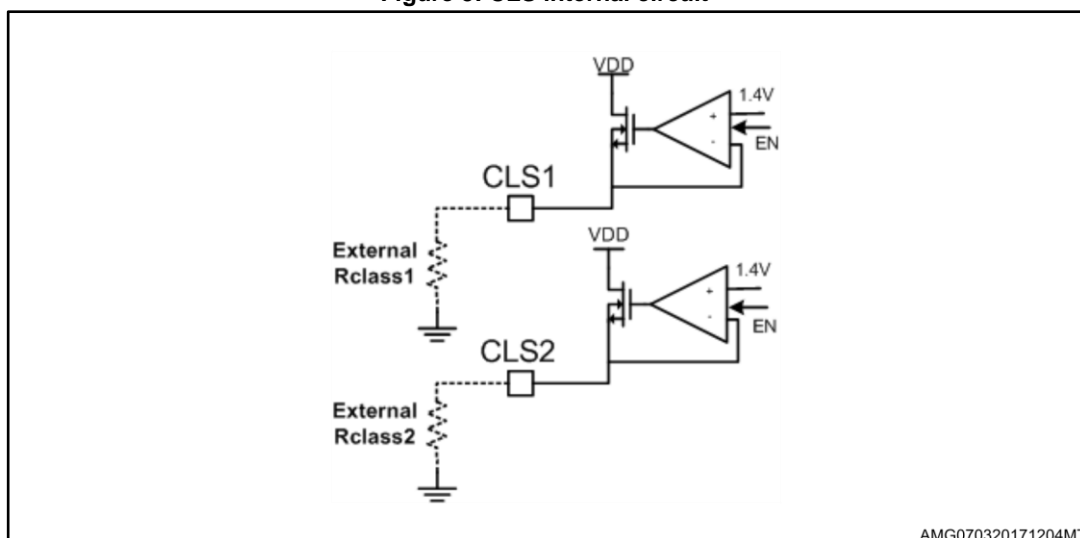 VDD
1.4V
+
EN
-
CLS1
External
Rclass1
VDD
1.4V
+
EN
-
CLS2
External
Rclass2